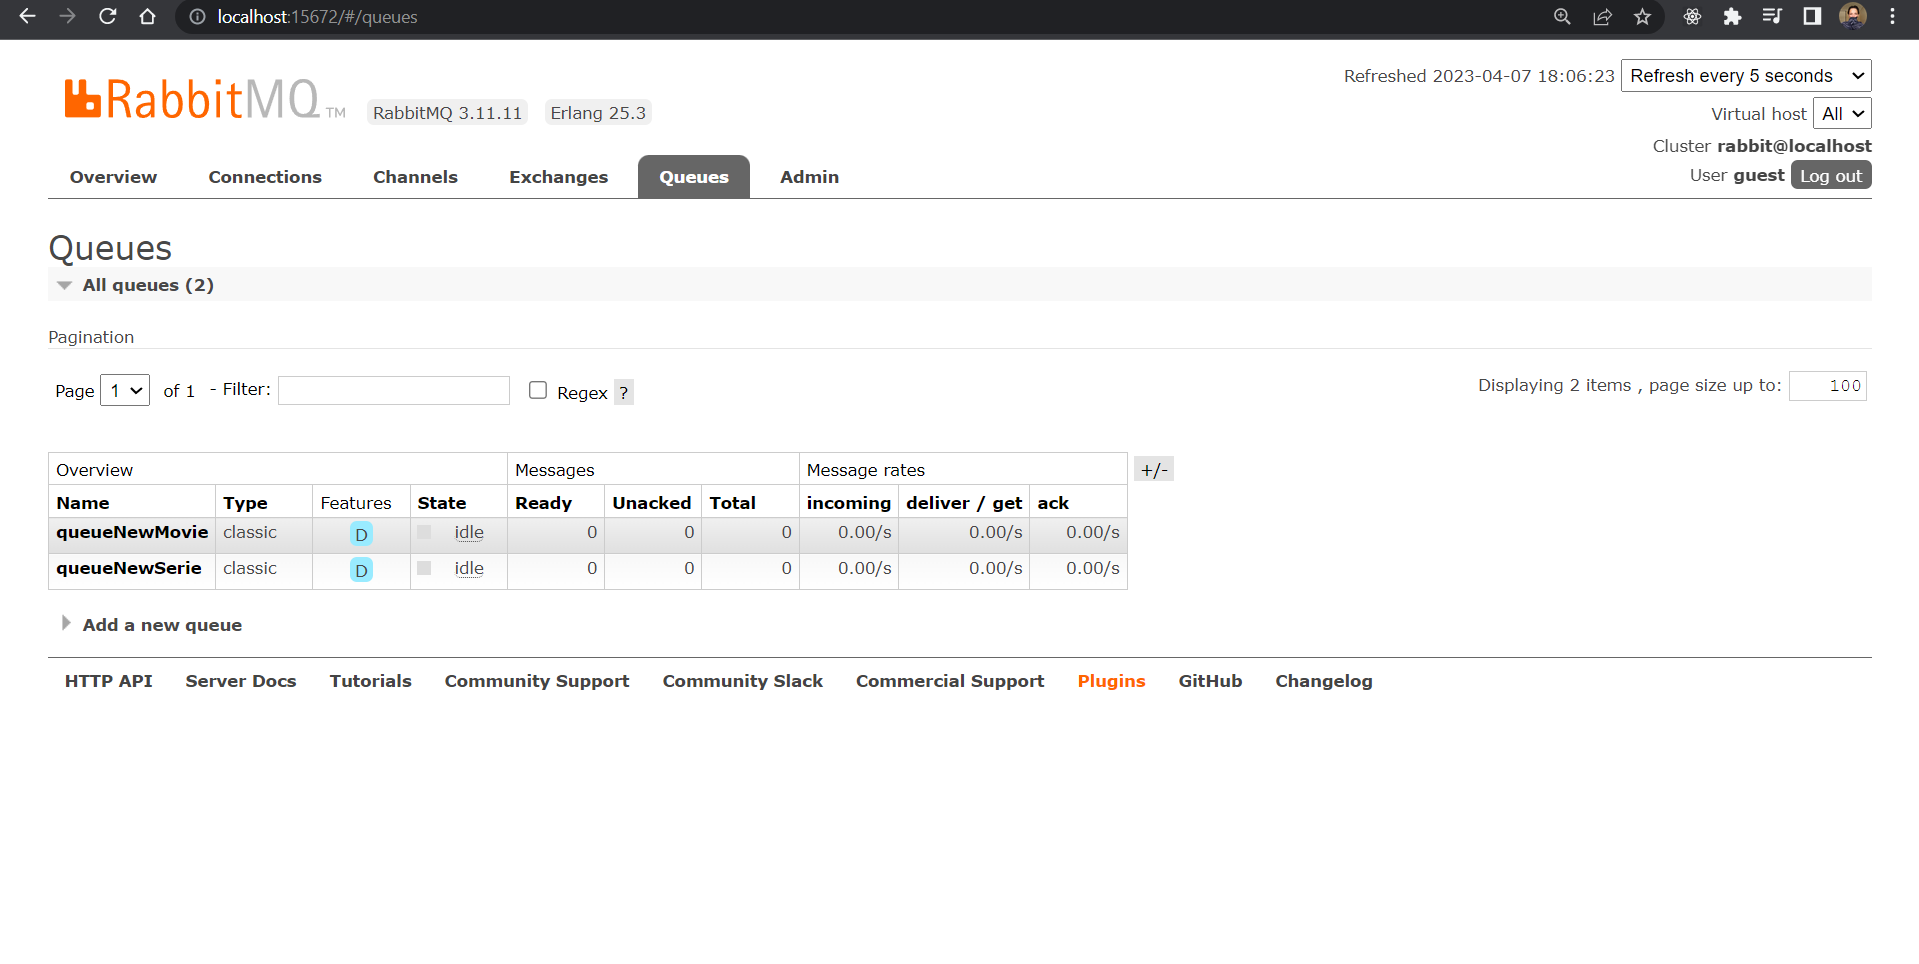 localhost:15672/#/queues
Refreshed 2023-04-07 18:06:23 Refresh every 5 seconds
RabbitMQ TM RabbitMQ 3.11.11 Erlang 25.3
Virtual host All
Cluster rabbit@localhost
User guest Log out
Overview Connections Channels Exchanges Queues Admin
Queues
All queues (2)
Pagination
Page 1 of 1 - Filter: Regex ? Displaying 2 items , page size up to: 100
Overview Messages Message rates +/-
Name Type Features State Ready Unacked Total incoming deliver / get ack
queueNewMovie classic D idle 0 0 0 0.00/s 0.00/s 0.00/s
queueNewSerie classic D idle 0 0 0 0.00/s 0.00/s 0.00/s
Add a new queue
HTTP API Server Docs Tutorials Community Support Community Slack Commercial Support Plugins GitHub Changelog